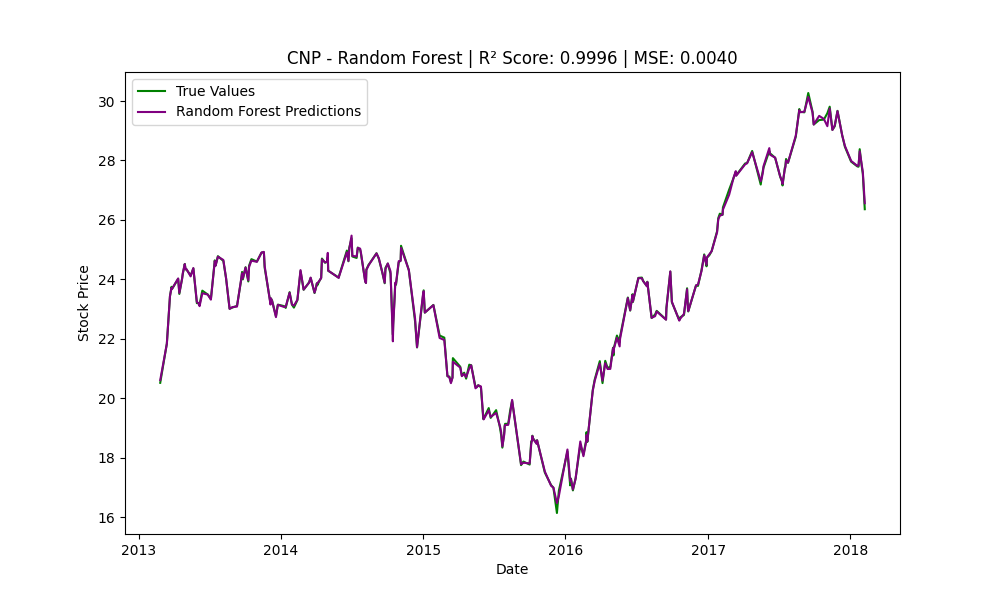 CNP - Random Forest | R² Score: 0.9996 | MSE: 0.0040
True Values
Random Forest Predictions
30
28
26
24
22
20
18
16
Stock Price
2013 2014 2015 2016 2017 2018
Date